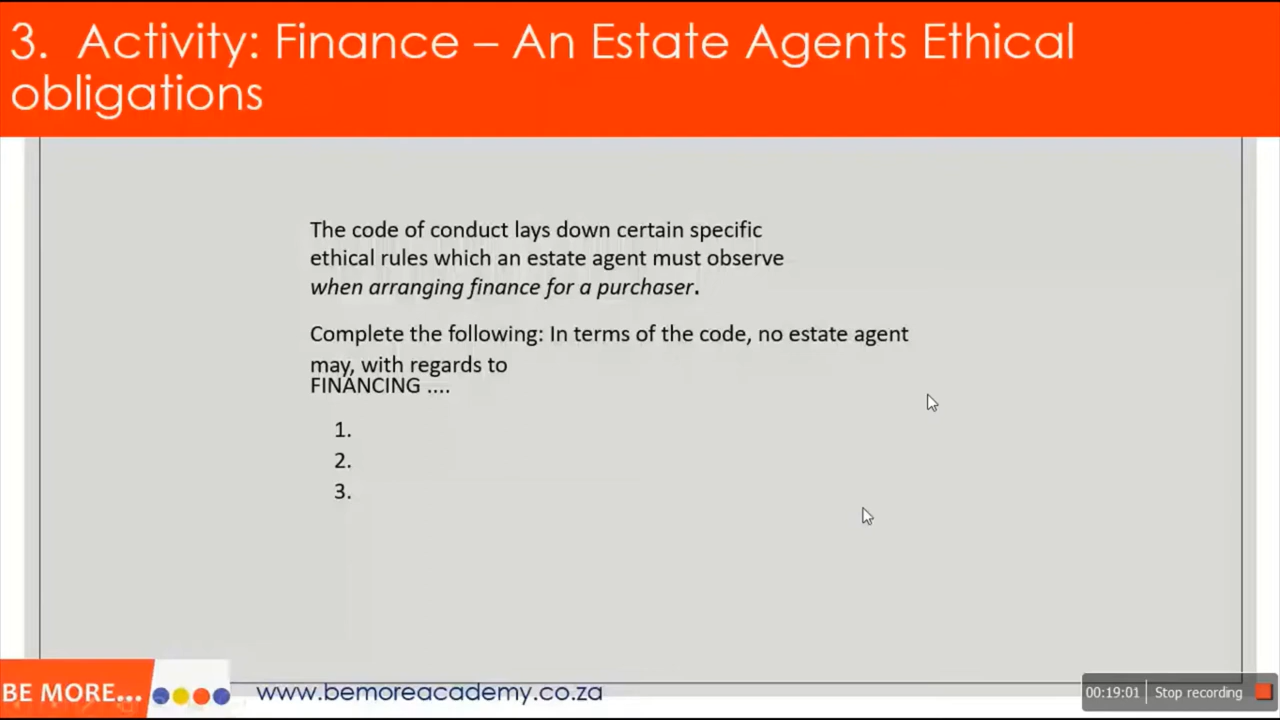 3. Activity: Finance – An Estate Agents Ethical
obligations
The code of conduct lays down certain specific
ethical rules which an estate agent must observe
when arranging finance for a purchaser.
Complete the following: In terms of the code, no estate agent
may, with regards to
FINANCING ....
1.
2.
3.
BE MORE...
www.bemoreacademy.co.za
00:19:01 Stop recording